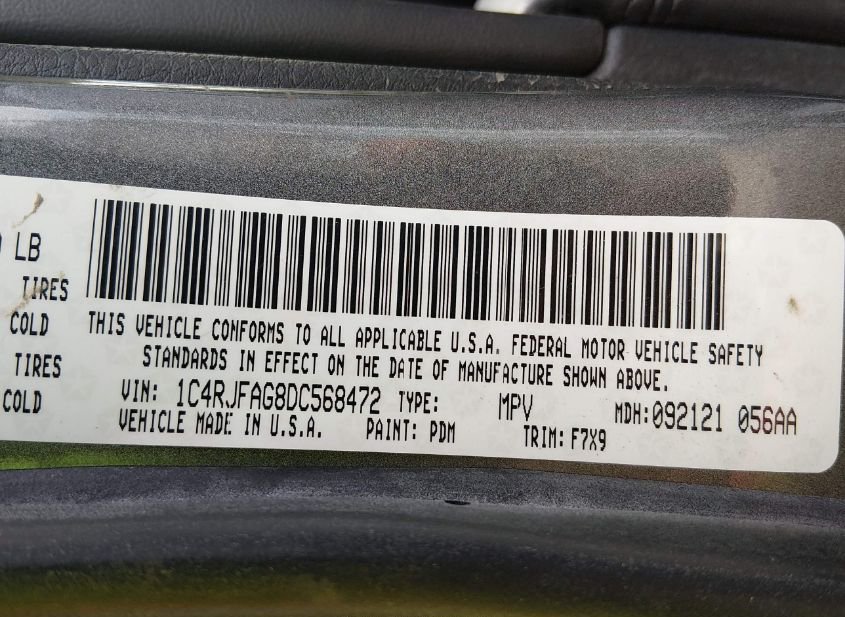 LB
TIRES
COLD
TIRES
COLD
THIS VEHICLE CONFORMS TO ALL APPLICABLE U.S.A. FEDERAL MOTOR VEHICLE SAFETY
STANDARDS IN EFFECT ON THE DATE OF MANUFACTURE SHOWN ABOVE.
VIN: 1C4RJFAG8DC568472 TYPE: MPV MDH:092121 056AA
VEHICLE MADE IN U.S.A. PAINT: PDM TRIM: F7X9